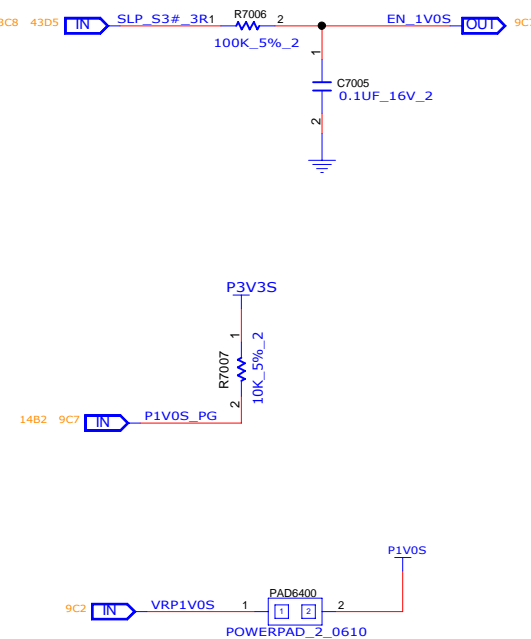 3C8 43D5 IN SLP_S3#_3R 1 R7006 2 EN_1V0S OUT 9C7
100K_5%_2
1
C7005
0.1UF_16V_2
2
P3V3S
1
R7007
10K_5%_2
2
14B2 9C7 IN P1V0S_PG
P1V0S
PAD6400
9C2 IN VRP1V0S 1 1 2 2
POWERPAD_2_0610